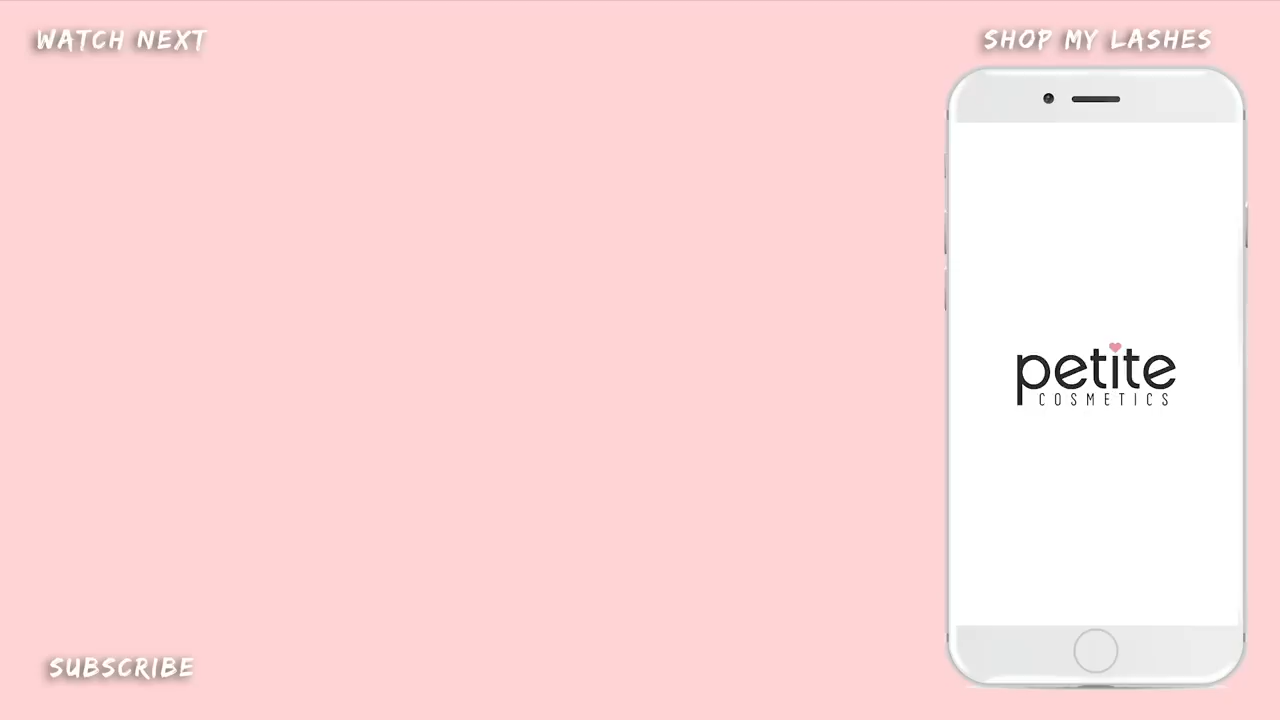 WATCH NEXT
SHOP MY LASHES
petite
COSMETICS
SUBSCRIBE